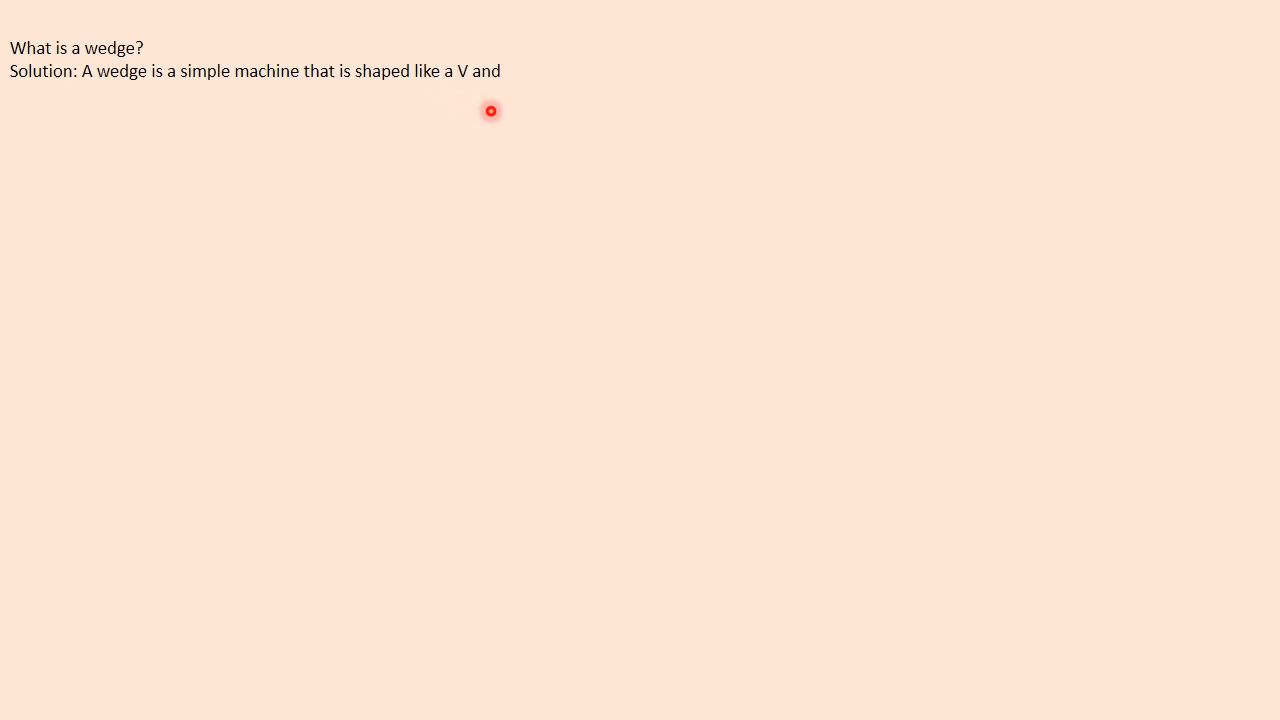 What is a wedge?
Solution: A wedge is a simple machine that is shaped like a V and